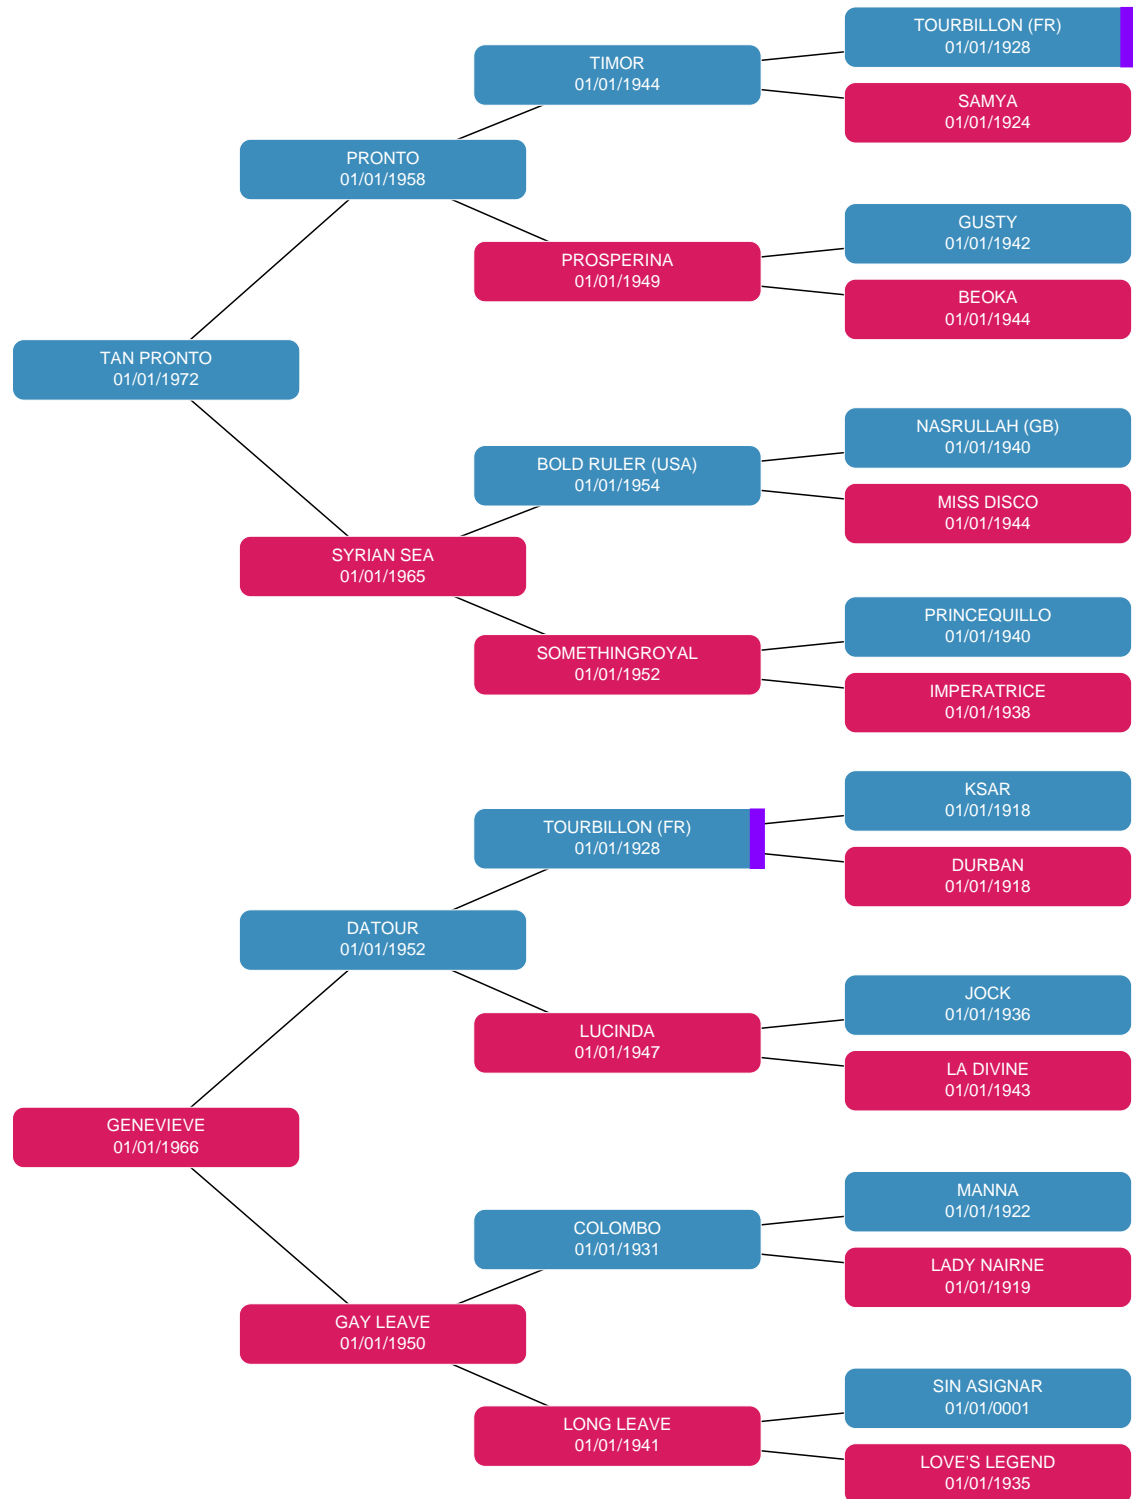 TOURBILLON (FR)
01/01/1928
TIMOR
01/01/1944
SAMYA
01/01/1924
PRONTO
01/01/1958
GUSTY
01/01/1942
PROSPERINA
01/01/1949
BEOKA
01/01/1944
TAN PRONTO
01/01/1972
NASRULLAH (GB)
01/01/1940
BOLD RULER (USA)
01/01/1954
MISS DISCO
01/01/1944
SYRIAN SEA
01/01/1965
PRINCEQUILLO
01/01/1940
SOMETHINGROYAL
01/01/1952
IMPERATRICE
01/01/1938
KSAR
01/01/1918
TOURBILLON (FR)
01/01/1928
DURBAN
01/01/1918
DATOUR
01/01/1952
JOCK
01/01/1936
LUCINDA
01/01/1947
LA DIVINE
01/01/1943
GENEVIEVE
01/01/1966
MANNA
01/01/1922
COLOMBO
01/01/1931
LADY NAIRNE
01/01/1919
GAY LEAVE
01/01/1950
SIN ASIGNAR
01/01/0001
LONG LEAVE
01/01/1941
LOVE'S LEGEND
01/01/1935